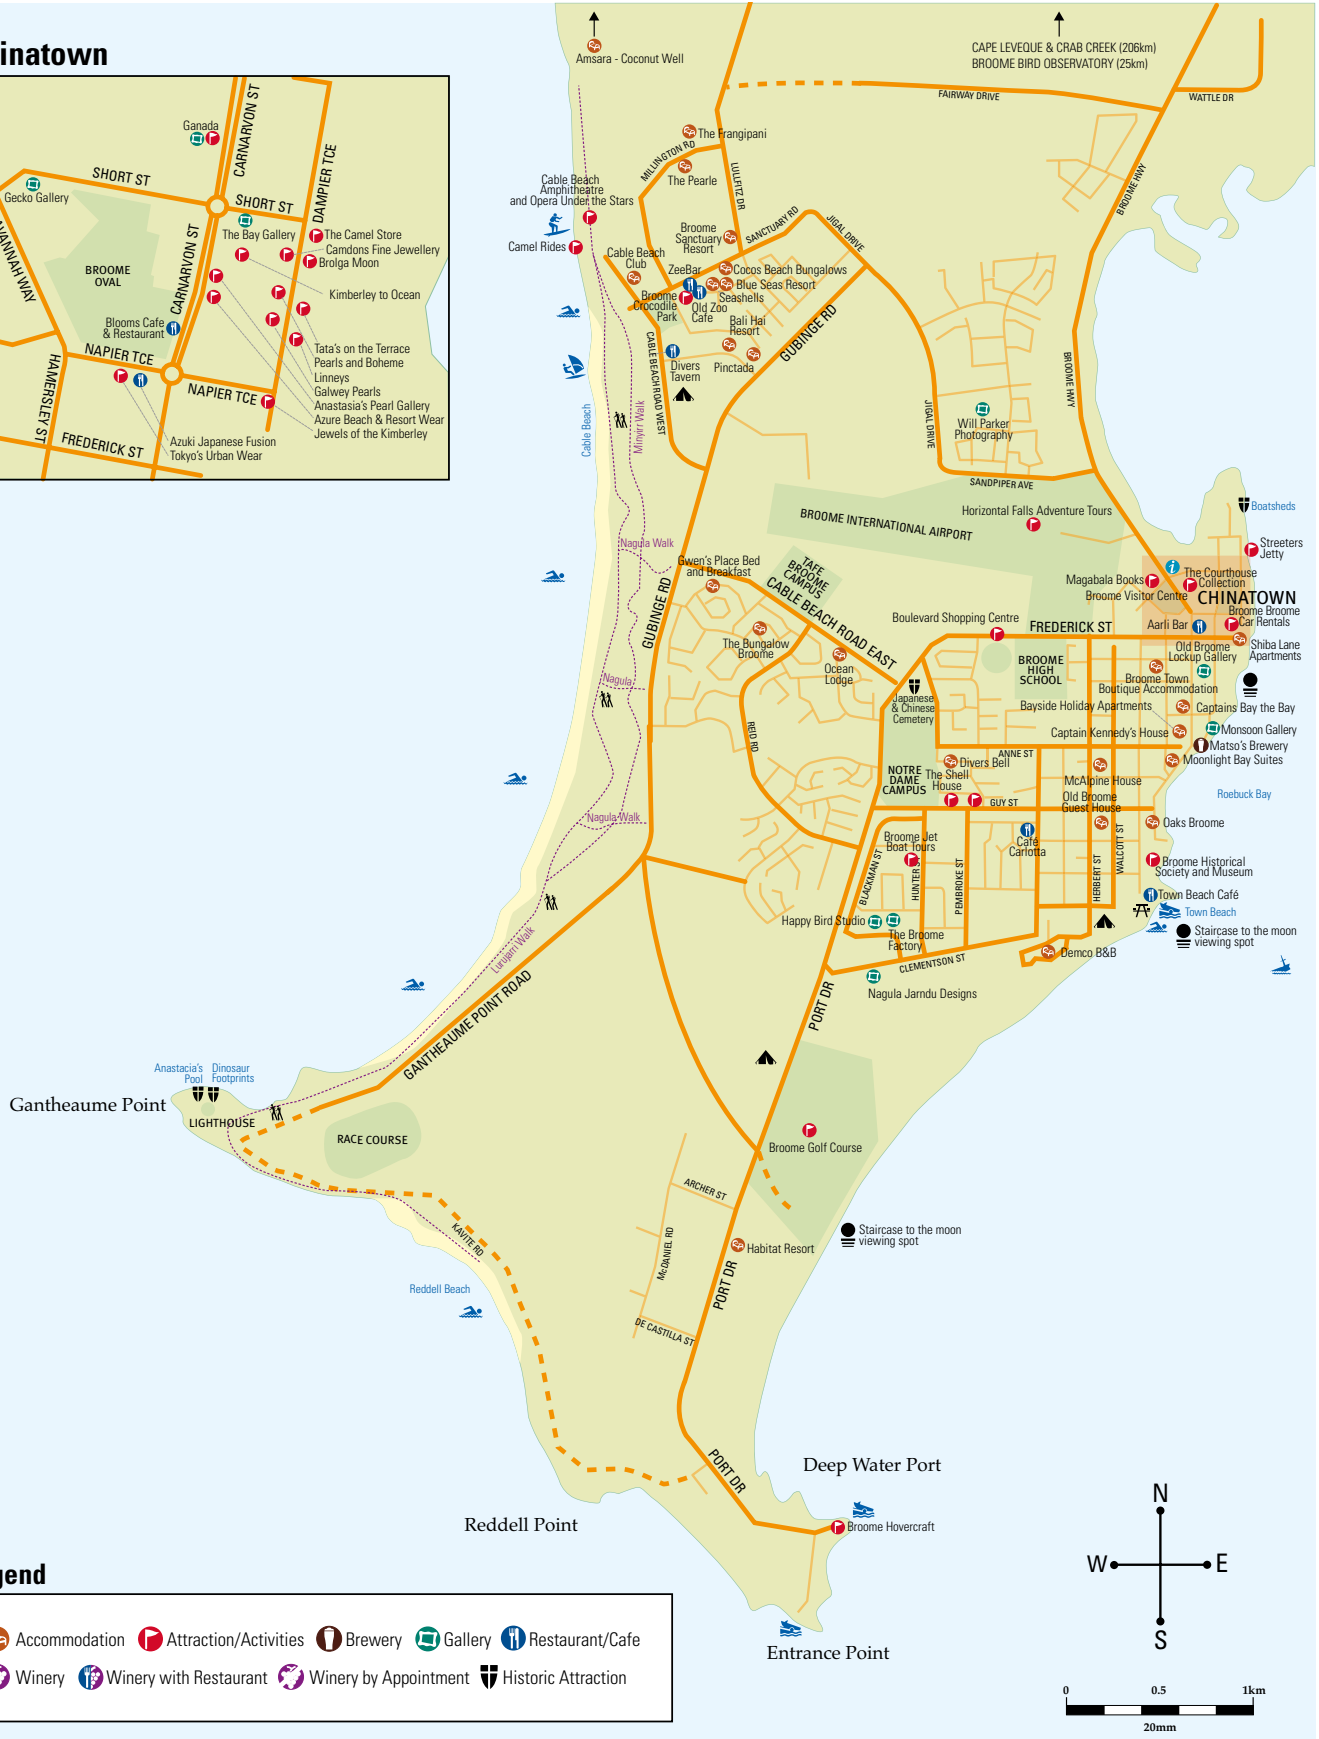 inatown
Ganada
CARNARVON ST
DAMPIER TCE
SHORT ST
Gecko Gallery
SHORT ST
The Bay Gallery
The Camel Store
Camdons Fine Jewellery
Brolga Moon
Kimberley to Ocean
BROOME
OVAL
CARNARVON ST
AVANNAH WAY
Blooms Cafe
& Restaurant
NAPIER TCE
HAMERSLEY ST
NAPIER TCE
Tata's on the Terrace
Pearls and Boheme
Linneys
Galwey Pearls
Anastasia's Pearl Gallery
Azure Beach & Resort Wear
Jewels of the Kimberley
FREDERICK ST
Azuki Japanese Fusion
Tokyo's Urban Wear
Amsara - Coconut Well
CAPE LEVEQUE & CRAB CREEK (206km)
BROOME BIRD OBSERVATORY (25km)
FAIRWAY DRIVE
WATTLE DR
BROOME HWY
The Frangipani
MILLINGTON RD
The Pearle
LULLFITZ DR
Cable Beach
Amphitheatre
and Opera Under the Stars
Camel Rides
Cable Beach
Club
Broome
Sanctuary
Resort
SANCTUARY RD
JIGAL DRIVE
ZeeBar
Cocos Beach Bungalows
Blue Seas Resort
Seashells
Broome
Crocodile
Park
Old Zoo
Cafe
Bali Hai
Resort
GUBINGE RD
Divers
Tavern
Pinctada
CABLE BEACH ROAD WEST
Cable Beach
Minyirr Walk
BROOME HWY
JIGAL DRIVE
Will Parker
Photography
SANDPIPER AVE
Horizontal Falls Adventure Tours
BROOME INTERNATIONAL AIRPORT
Boatsheds
Streeters
Jetty
Nagula Walk
Gwen's Place Bed
and Breakfast
TAFE
BROOME
CAMPUS
CABLE BEACH ROAD EAST
GUBINGE RD
The Courthouse
Collection
Magabala Books
Broome Visitor Centre
CHINATOWN
Broome Broome
Car Rentals
Boulevard Shopping Centre
FREDERICK ST
Aarli Bar
The Bungalow
Broome
Ocean
Lodge
BROOME
HIGH
SCHOOL
Old Broome
Lockup Gallery
Shiba Lane
Apartments
Broome Town
Boutique Accommodation
Nagula
Japanese
& Chinese
Cemetery
Bayside Holiday Apartments
Captains Bay the Bay
Captain Kennedy's House
Monsoon Gallery
Matso's Brewery
Moonlight Bay Suites
REID RD
ANNE ST
Divers Bell
NOTRE
DAME
CAMPUS
The Shell
House
McAlpine House
Old Broome
Guest House
GUY ST
Roebuck Bay
Nagula Walk
Oaks Broome
Broome Jet
Boat Tours
Café
Carlotta
BLACKMAN ST
HUNTER ST
PEMBROKE ST
HERBERT ST
WALCOTT ST
Broome Historical
Society and Museum
Town Beach Café
Town Beach
Happy Bird Studio
The Broome
Factory
Staircase to the moon
viewing spot
Demco B&B
CLEMENTSON ST
Nagula Jarndu Designs
Lurujarri Walk
GANTHEAUME POINT ROAD
PORT DR
Anastacia's
Pool
Dinosaur
Footprints
Gantheaume Point
LIGHTHOUSE
RACE COURSE
Broome Golf Course
ARCHER ST
KAVITE RD
McDANIEL RD
Habitat Resort
Staircase to the moon
viewing spot
PORT DR
Reddell Beach
DE CASTILLA ST
PORT DR
Deep Water Port
Reddell Point
Broome Hovercraft
Entrance Point
N
W
E
S
0
0.5
1km
20mm
gend
Accommodation
Attraction/Activities
Brewery
Gallery
Restaurant/Cafe
Winery
Winery with Restaurant
Winery by Appointment
Historic Attraction